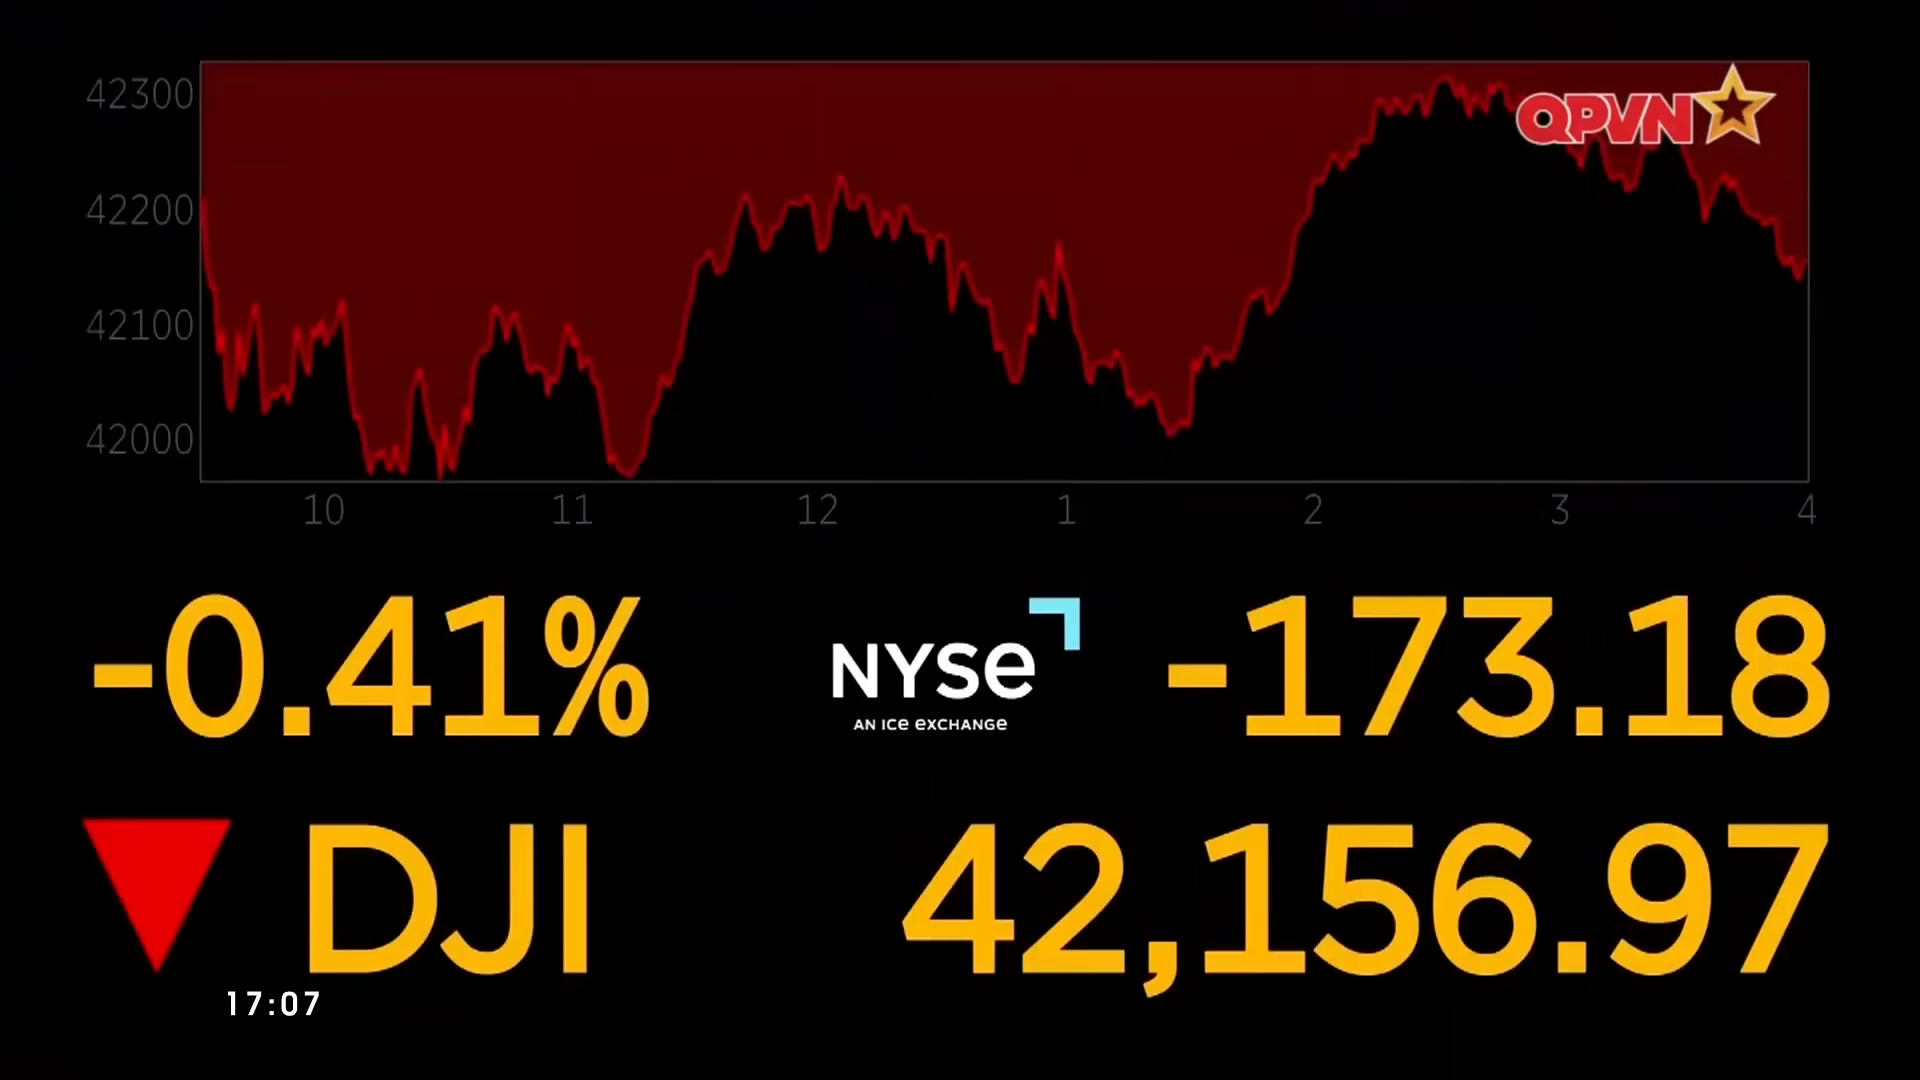 42300
QPVN
42200
42100
42000
10 11 12 1 2 3 4
-0.41%
NYSE
AN ICE EXCHANGE
-173.18
DJI
42,156.97
17:07